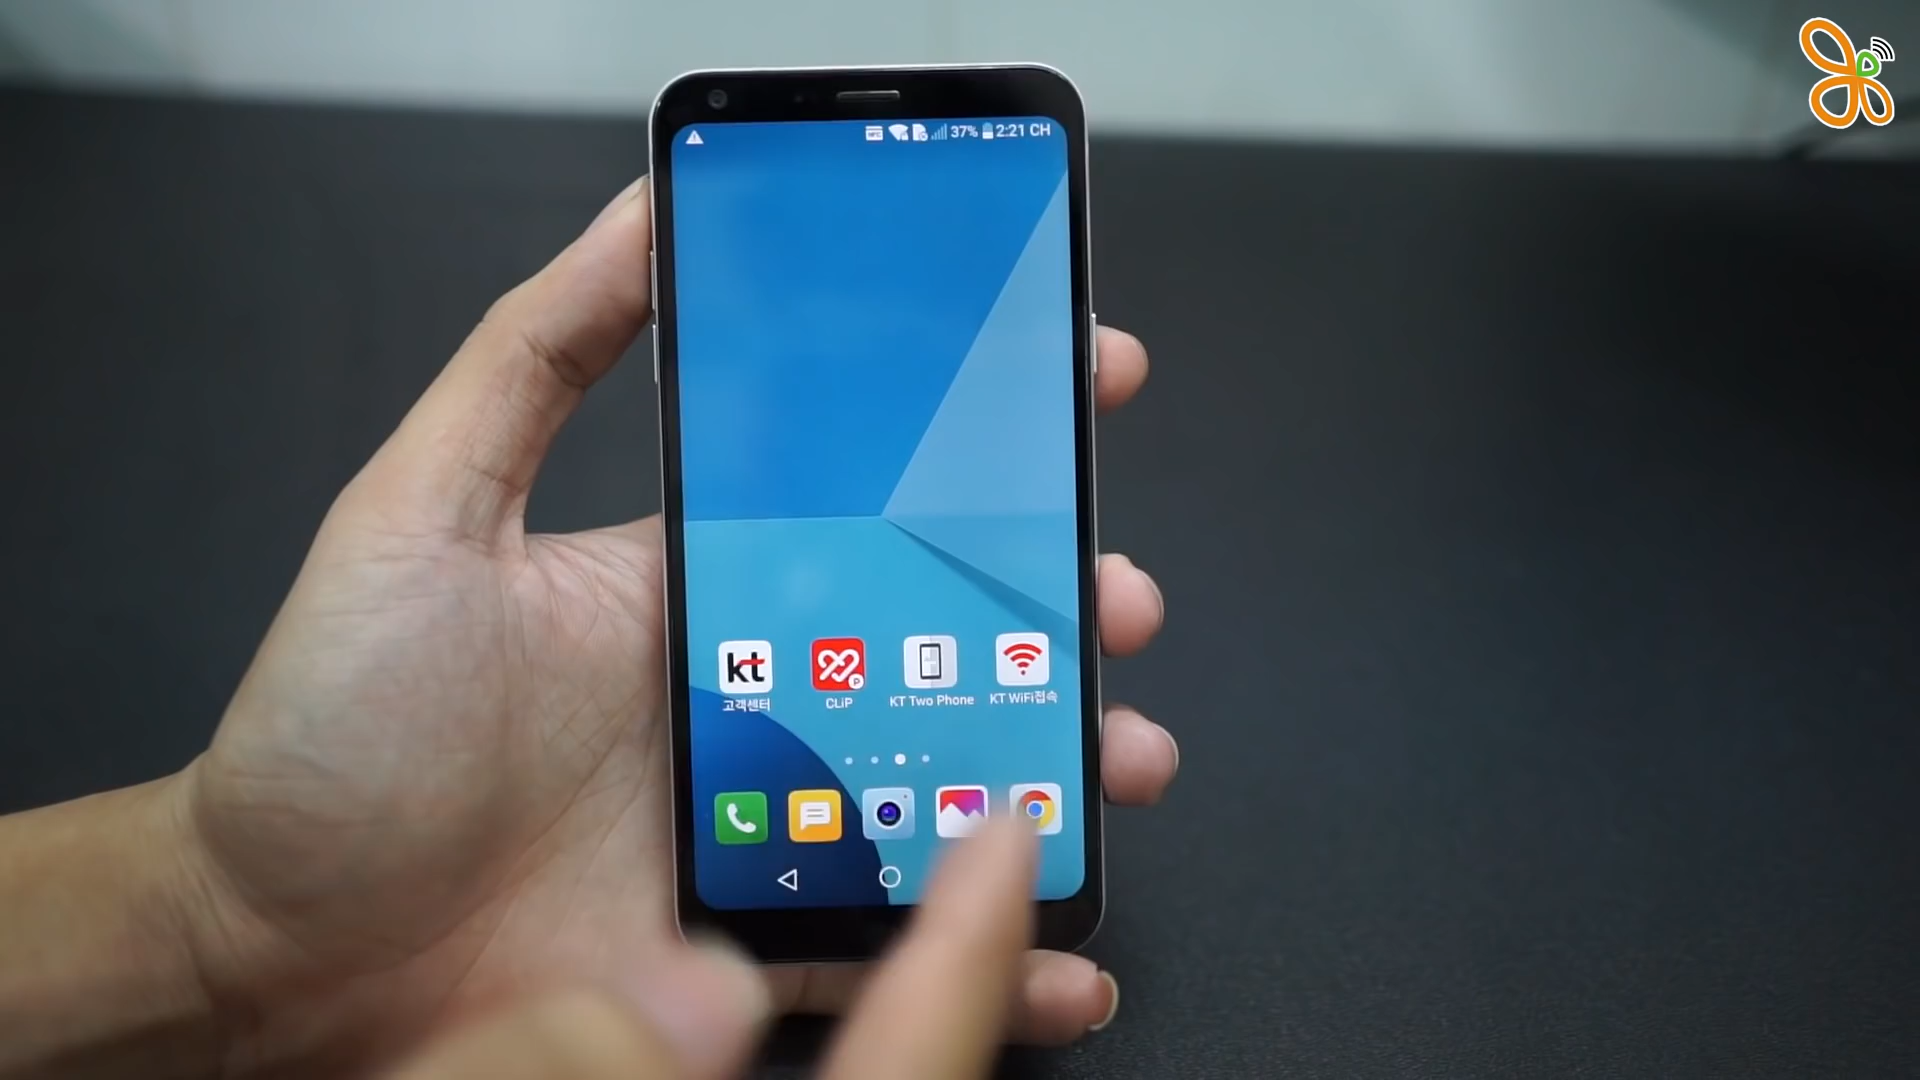 37% 2:21 CH
kt
고객센터
P
CLiP
KT Two Phone
KT WiFi접속